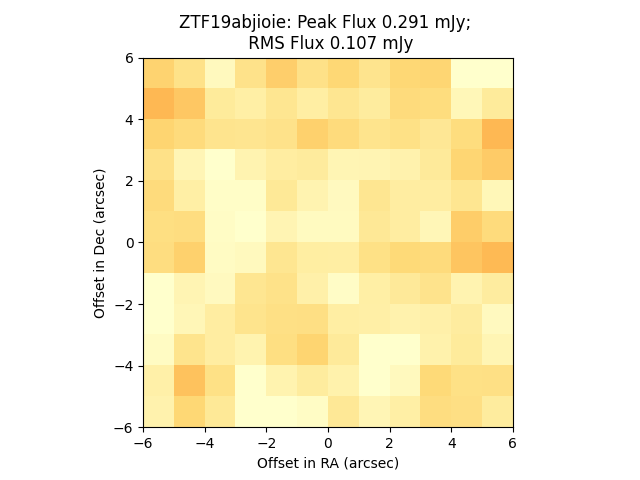 ZTF19abjioie: Peak Flux 0.291 mJy;
RMS Flux 0.107 mJy
6
4
2
0
−2
−4
−6
Offset in Dec (arcsec)
−6 −4 −2 0 2 4 6
Offset in RA (arcsec)